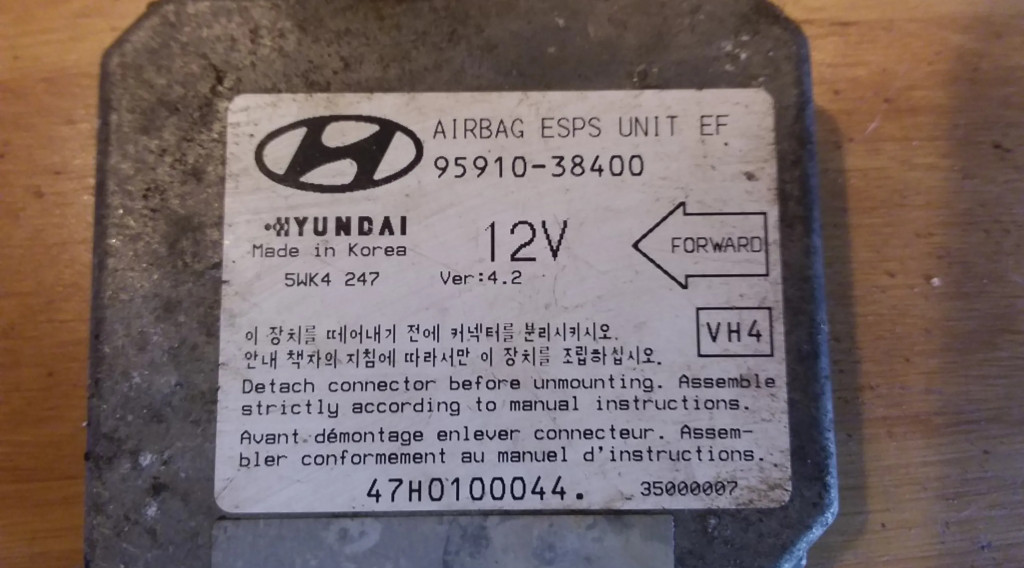 AIRBAG ESPS UNIT EF
95910-38400
HYUNDAI
Made in Korea
12V
FORWARD
5WK4 247
Ver:4.2
VH4
이 장치를 떼어내기 전에 커넥터를 분리시키시오.
안내 책자의 지침에 따라서만 이 장치를 조립하십시오.
Detach connector before unmounting. Assemble
strictly according to manual instructions.
Avant démontage enlever connecteur. Assem-
bler conformement au manuel d'instructions.
47H0100044.
35000007